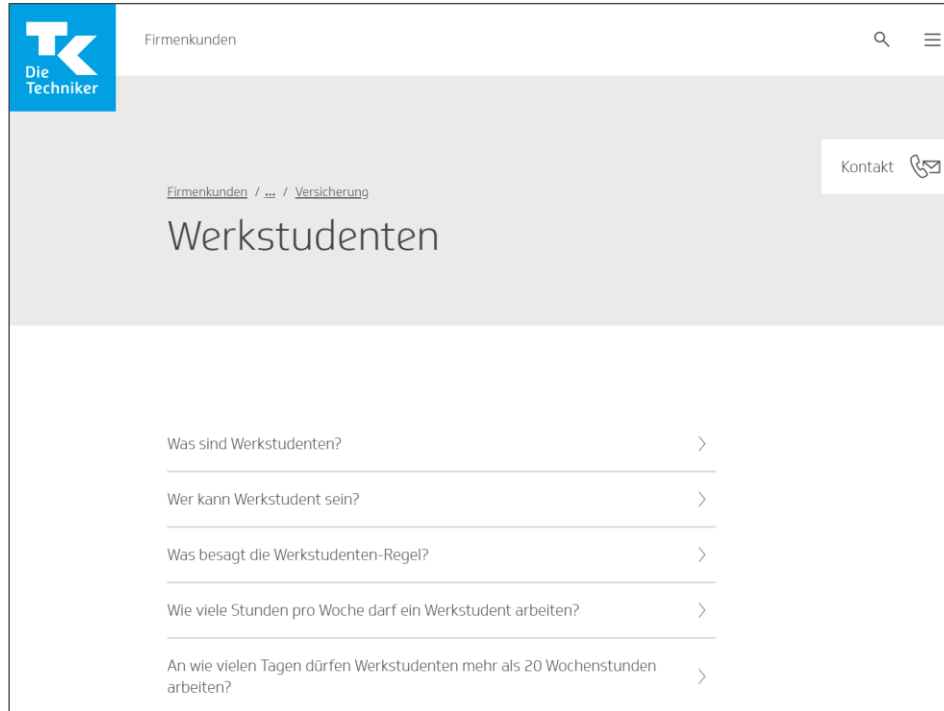 TK
Die
Techniker
Firmenkunden
Kontakt
Firmenkunden / ... / Versicherung
Werkstudenten
Was sind Werkstudenten?
Wer kann Werkstudent sein?
Was besagt die Werkstudenten-Regel?
Wie viele Stunden pro Woche darf ein Werkstudent arbeiten?
An wie vielen Tagen dürfen Werkstudenten mehr als 20 Wochenstunden
arbeiten?